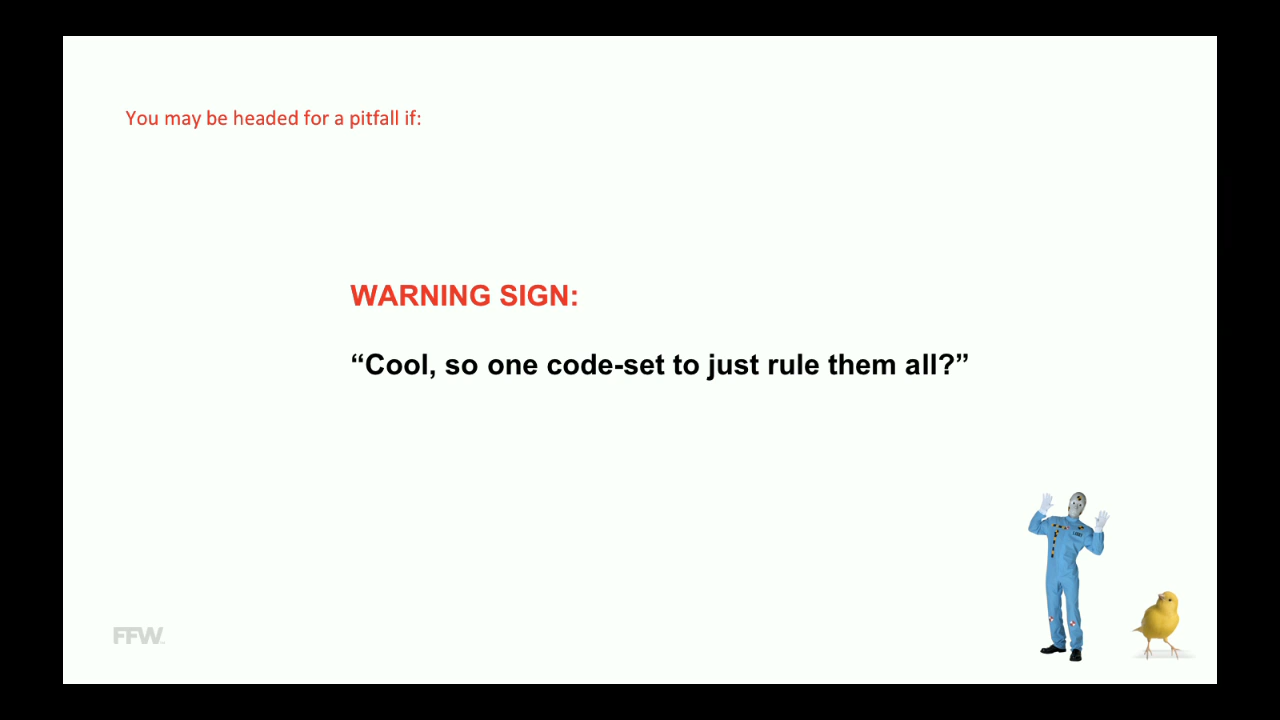 You may be headed for a pitfall if:
WARNING SIGN:
“Cool, so one code-set to just rule them all?”
FFW